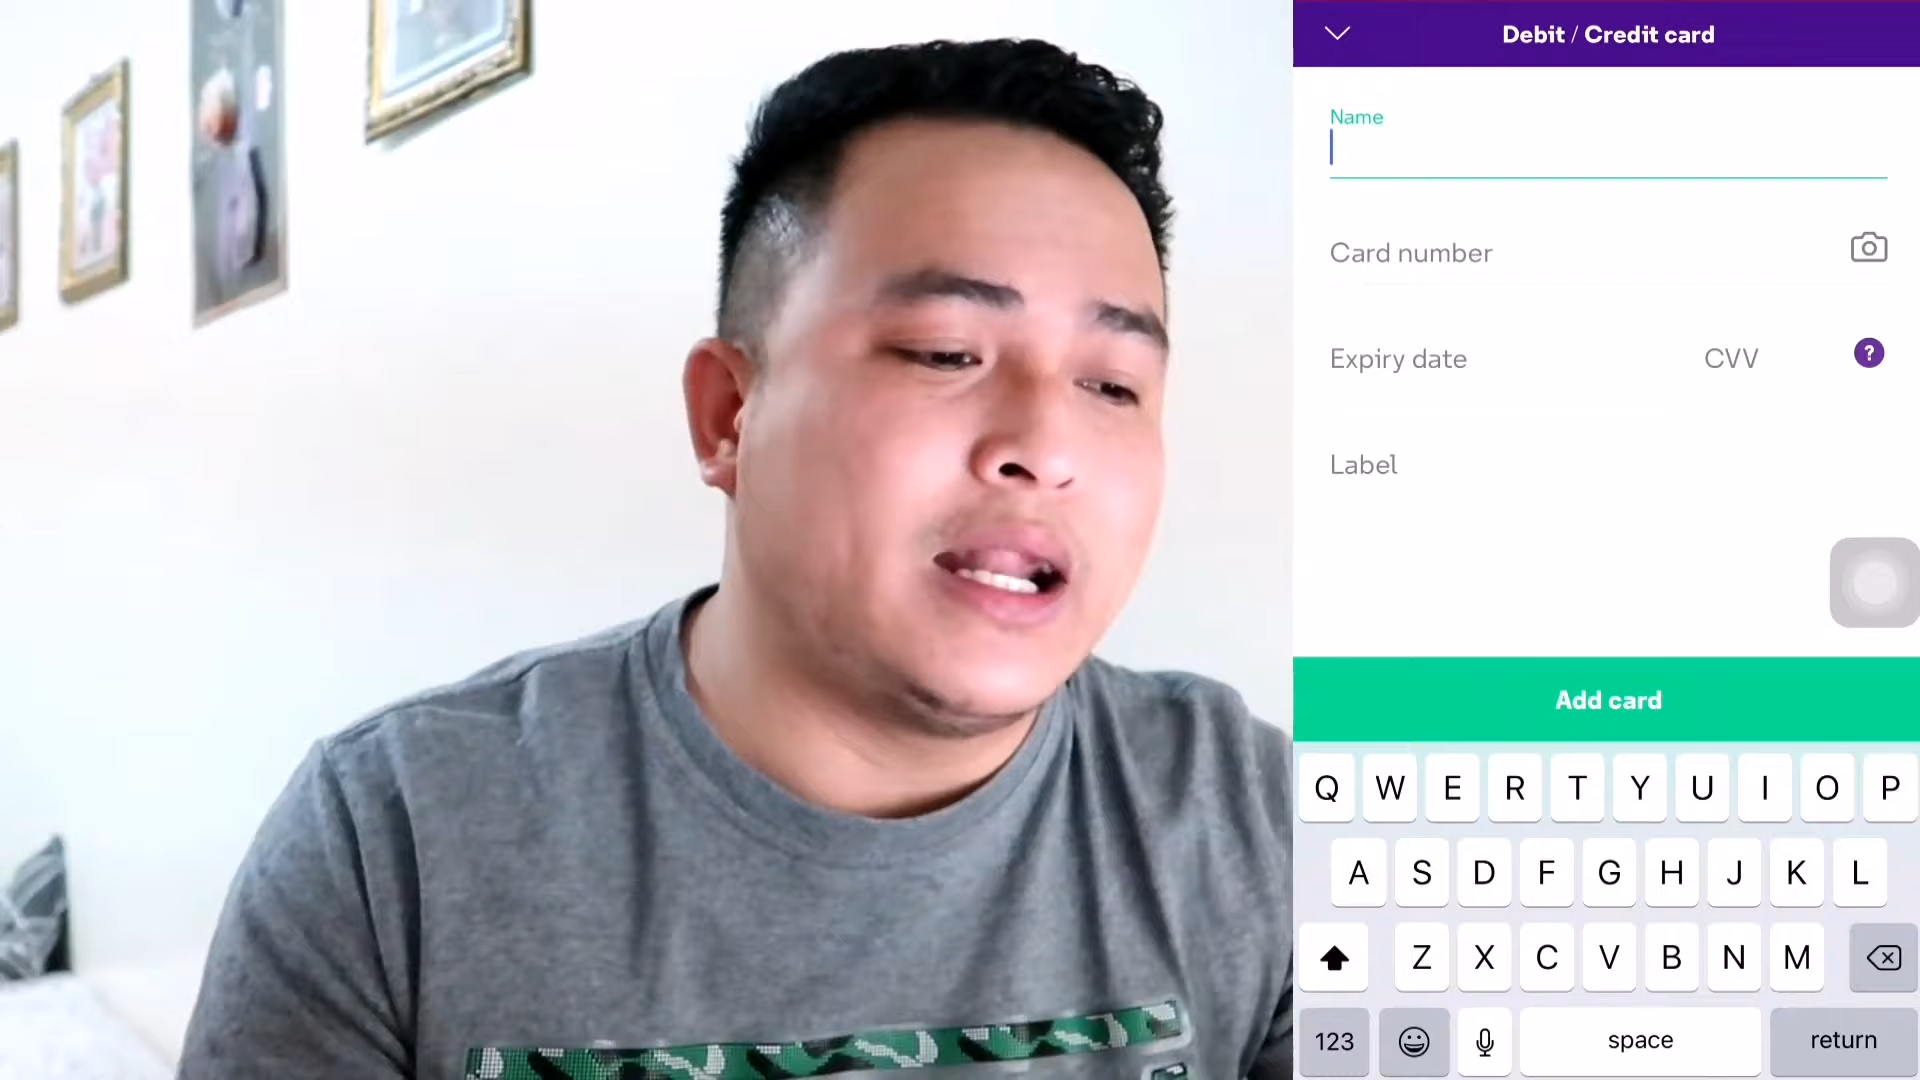 Debit / Credit card
Name
Card number
Expiry date CVV ?
Label
Add card
Q W E R T Y U I O P
A S D F G H J K L
Z X C V B N M
123 space return